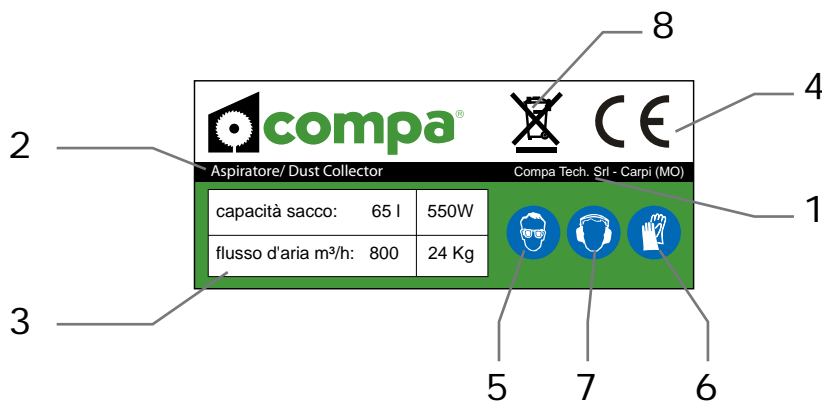 8
4
compa®
CE
2
Aspiratore/ Dust Collector
Compa Tech. Srl - Carpi (MO)
1
capacità sacco: 65 l 550W
flusso d'aria m³/h: 800 24 Kg
3
5
7
6